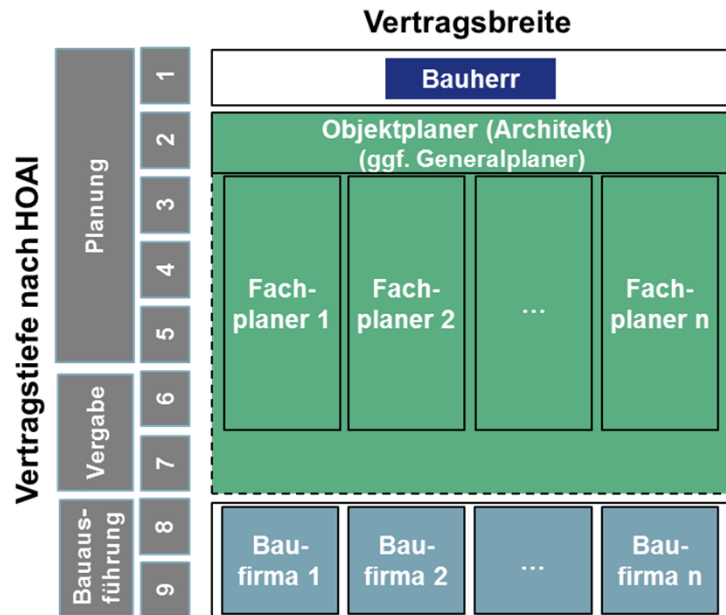 Vertragsbreite
Vertragstiefe nach HOAI
Planung
Vergabe
Bauaus-
führung
1
2
3
4
5
6
7
8
9
Bauherr
Objektplaner (Architekt)
(ggf. Generalplaner)
Fach-
planer 1
Fach-
planer 2
...
Fach-
planer n
Bau-
firma 1
Bau-
firma 2
...
Bau-
firma n